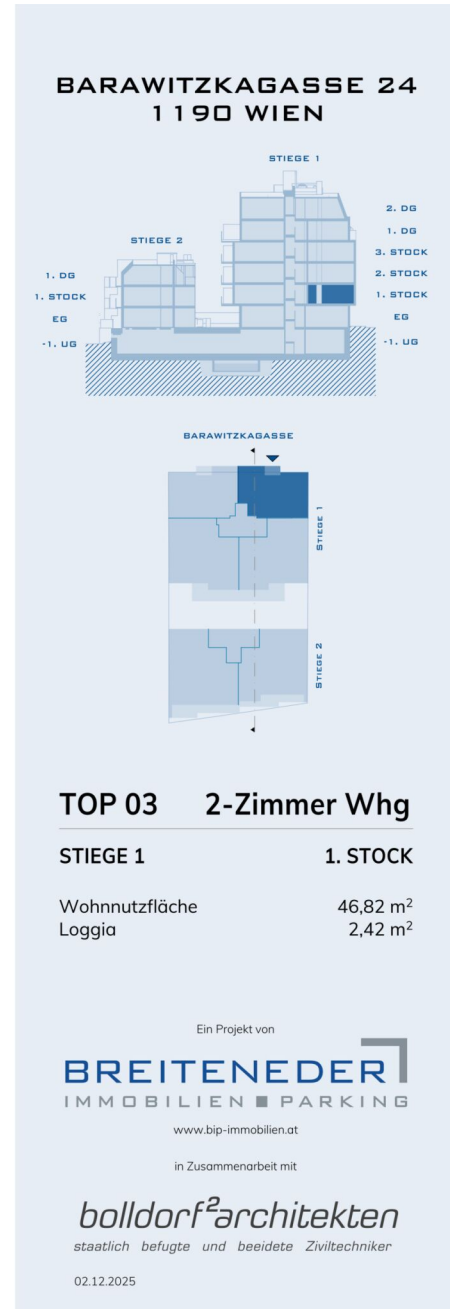 BARAWITZKAGASSE 24
1190 WIEN
STIEGE 1
2. DG
1. DG
3. STOCK
2. STOCK
1. STOCK
EG
-1. UG
STIEGE 2
1. DG
1. STOCK
EG
-1. UG
BARAWITZKAGASSE
STIEGE 1
STIEGE 2
TOP 03 2-Zimmer Whg
STIEGE 1 1. STOCK
Wohnnutzfläche 46,82 m²
Loggia 2,42 m²
Ein Projekt von
BREITENEDER
IMMOBILIEN PARKING
www.bip-immobilien.at
in Zusammenarbeit mit
bolldorf²architekten
staatlich befugte und beeidete Ziviltechniker
02.12.2025